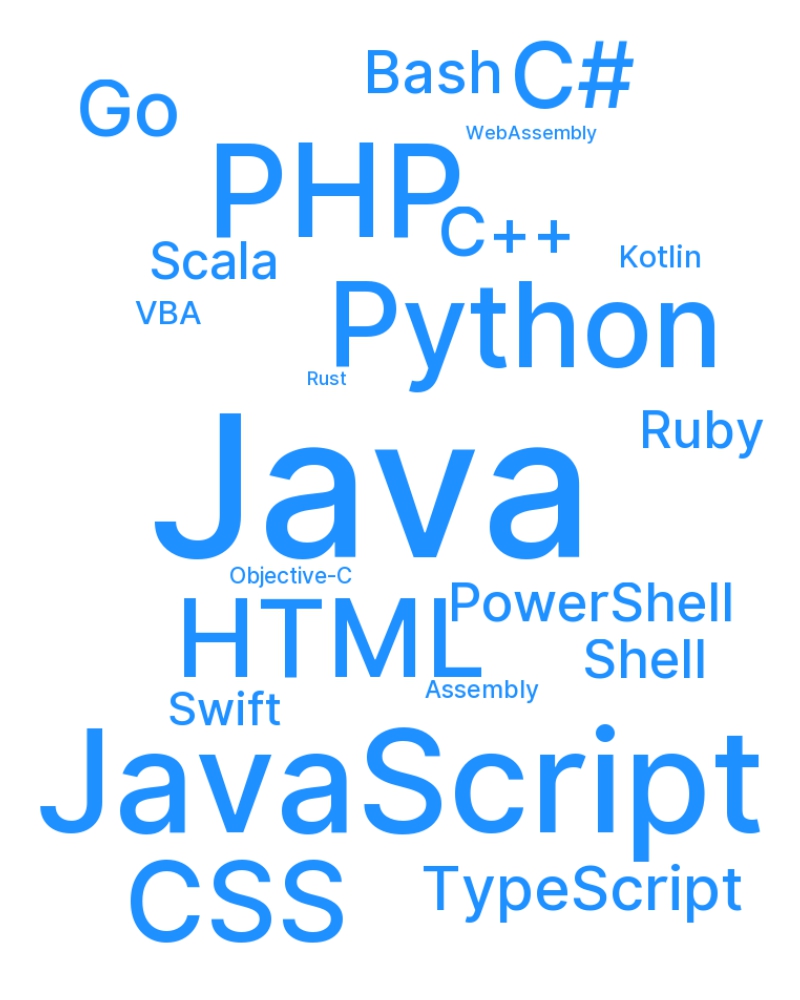 Bash C#
Go
WebAssembly
PHP
C++
Scala
Kotlin
VBA
Python
Rust
Ruby
Java
Objective-C
PowerShell
HTML
Shell
Assembly
Swift
JavaScript
CSS
TypeScript